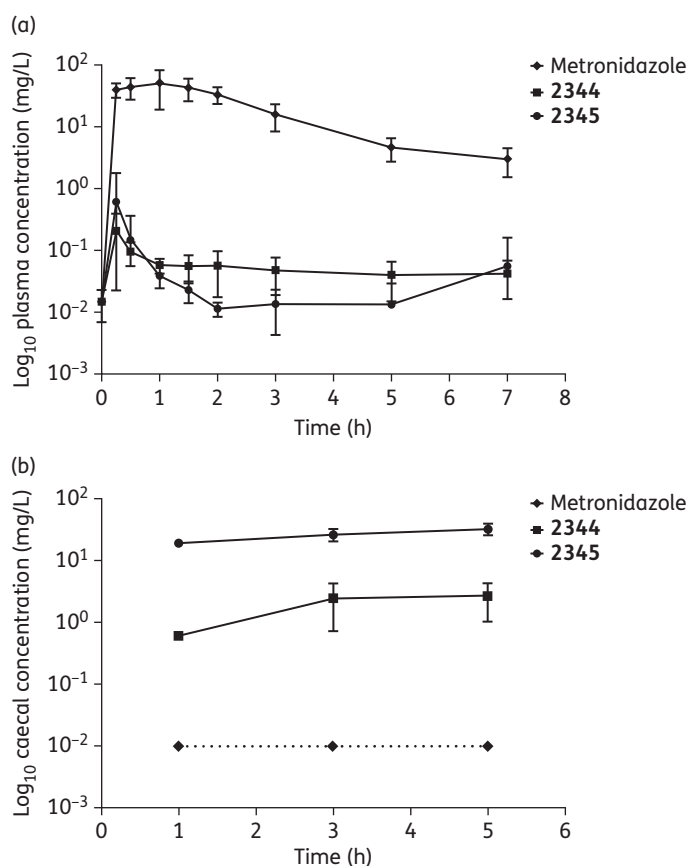 (a)
Log₁₀ plasma concentration (mg/L)
10²
10¹
10⁰
10⁻¹
10⁻²
10⁻³
0 1 2 3 4 5 6 7 8
Time (h)
Metronidazole
2344
2345
(b)
Log₁₀ caecal concentration (mg/L)
10²
10¹
10⁰
10⁻¹
10⁻²
10⁻³
0 1 2 3 4 5 6
Time (h)
Metronidazole
2344
2345